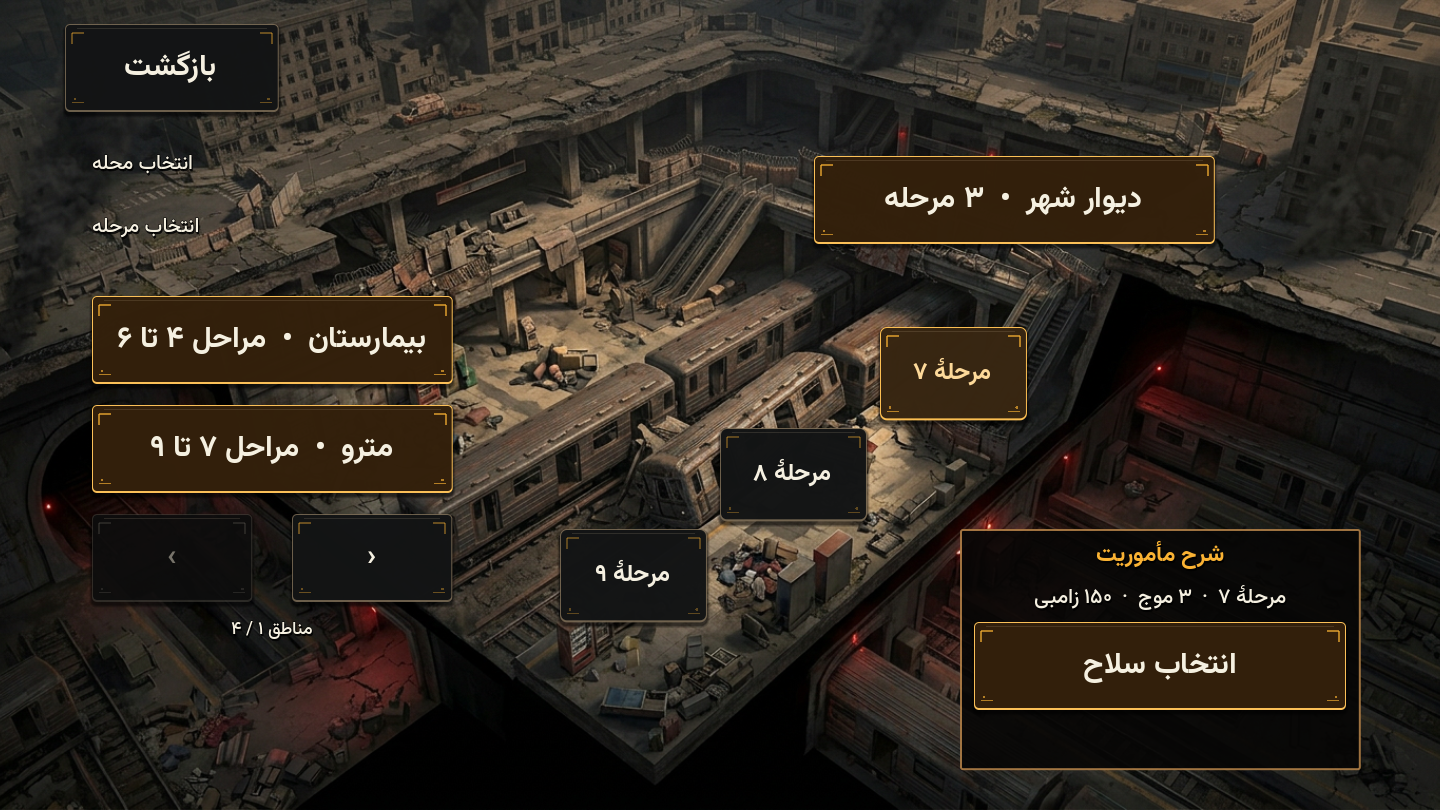 بازگشت
انتخاب محله
انتخاب مرحله
دیوار شهر • ۳ مرحله
بیمارستان • مراحل ۴ تا ۶
مترو • مراحل ۷ تا ۹
‹
›
مناطق ۱ / ۴
مرحلهٔ ۷
مرحلهٔ ۸
مرحلهٔ ۹
شرح مأموریت
مرحلهٔ ۷ · ۳ موج · ۱۵۰ زامبی
انتخاب سلاح